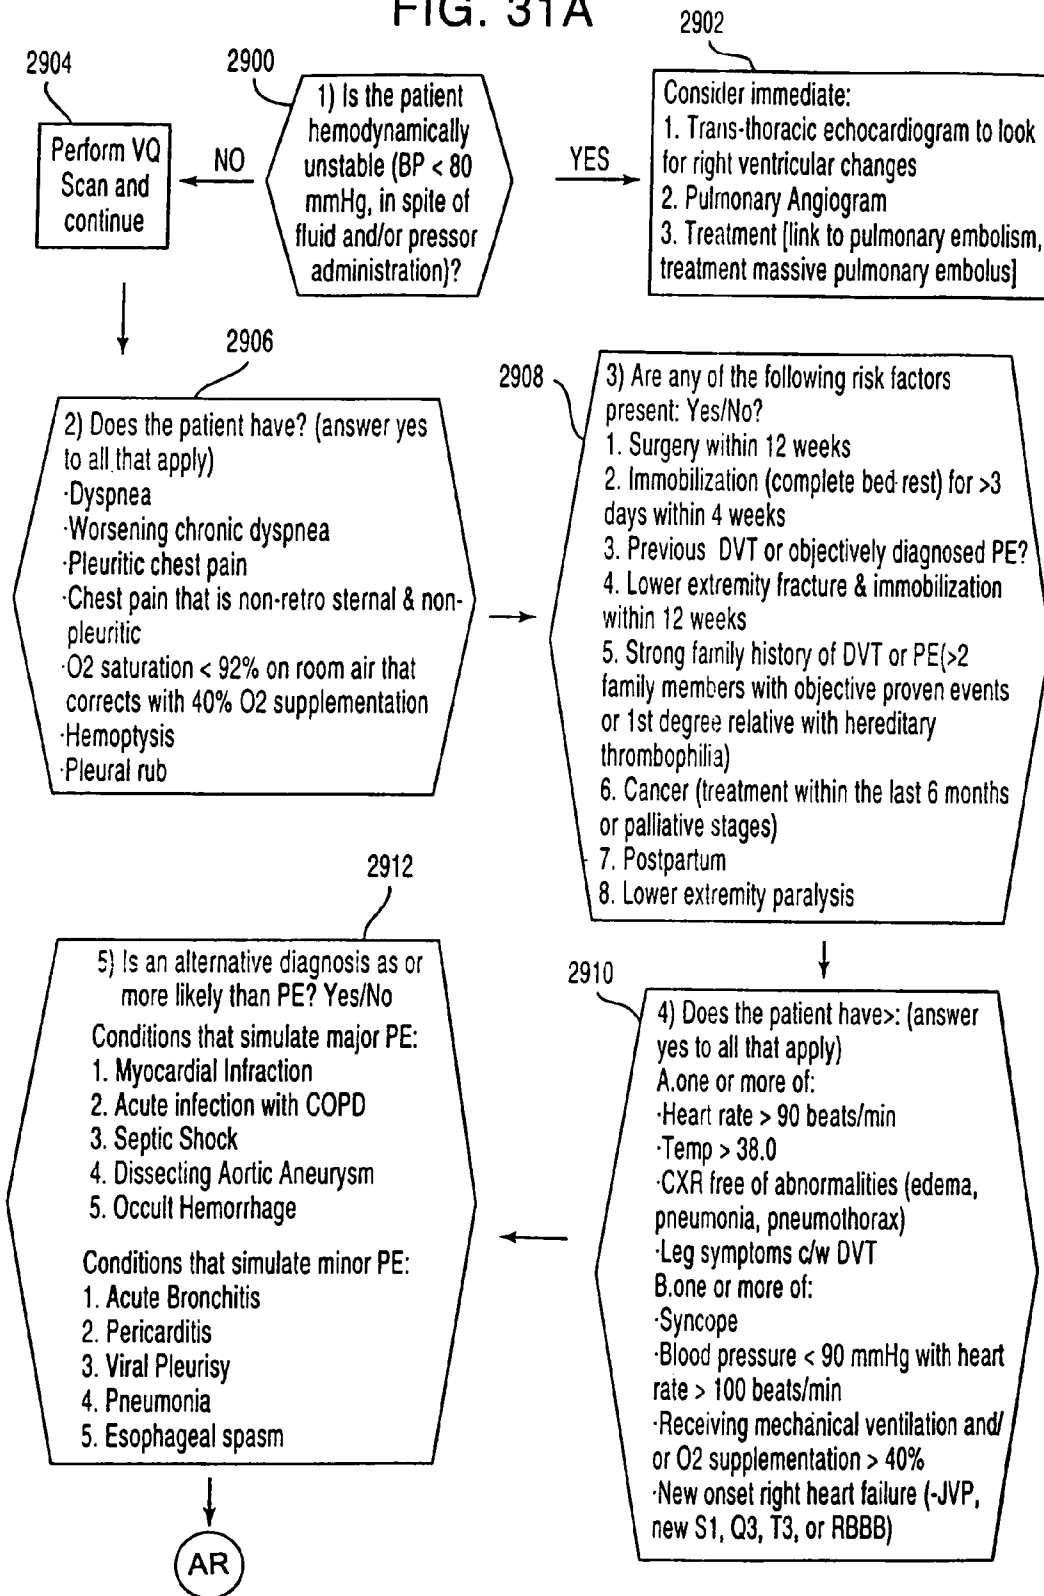 FIG. 31A
2904
2900
2902
Perform VQ
Scan and
continue
NO
1) Is the patient
hemodynamically
unstable (BP < 80
mmHg, in spite of
fluid and/or pressor
administration)?
YES
Consider immediate:
1. Trans-thoracic echocardiogram to look
for right ventricular changes
2. Pulmonary Angiogram
3. Treatment [link to pulmonary embolism,
treatment massive pulmonary embolus]
2906
2) Does the patient have? (answer yes
to all that apply)
·Dyspnea
·Worsening chronic dyspnea
·Pleuritic chest pain
·Chest pain that is non-retro sternal & non-
pleuritic
·O2 saturation < 92% on room air that
corrects with 40% O2 supplementation
·Hemoptysis
·Pleural rub
2908
3) Are any of the following risk factors
present: Yes/No?
1. Surgery within 12 weeks
2. Immobilization (complete bed rest) for >3
days within 4 weeks
3. Previous DVT or objectively diagnosed PE?
4. Lower extremity fracture & immobilization
within 12 weeks
5. Strong family history of DVT or PE(>2
family members with objective proven events
or 1st degree relative with hereditary
thrombophilia)
6. Cancer (treatment within the last 6 months
or palliative stages)
7. Postpartum
8. Lower extremity paralysis
2910
4) Does the patient have>: (answer
yes to all that apply)
A.one or more of:
·Heart rate > 90 beats/min
·Temp > 38.0
·CXR free of abnormalities (edema,
pneumonia, pneumothorax)
·Leg symptoms c/w DVT
B.one or more of:
·Syncope
·Blood pressure < 90 mmHg with heart
rate > 100 beats/min
·Receiving mechanical ventilation and/
or O2 supplementation > 40%
·New onset right heart failure (-JVP,
new S1, Q3, T3, or RBBB)
2912
5) Is an alternative diagnosis as or
more likely than PE? Yes/No
Conditions that simulate major PE:
1. Myocardial Infraction
2. Acute infection with COPD
3. Septic Shock
4. Dissecting Aortic Aneurysm
5. Occult Hemorrhage
Conditions that simulate minor PE:
1. Acute Bronchitis
2. Pericarditis
3. Viral Pleurisy
4. Pneumonia
5. Esophageal spasm
AR